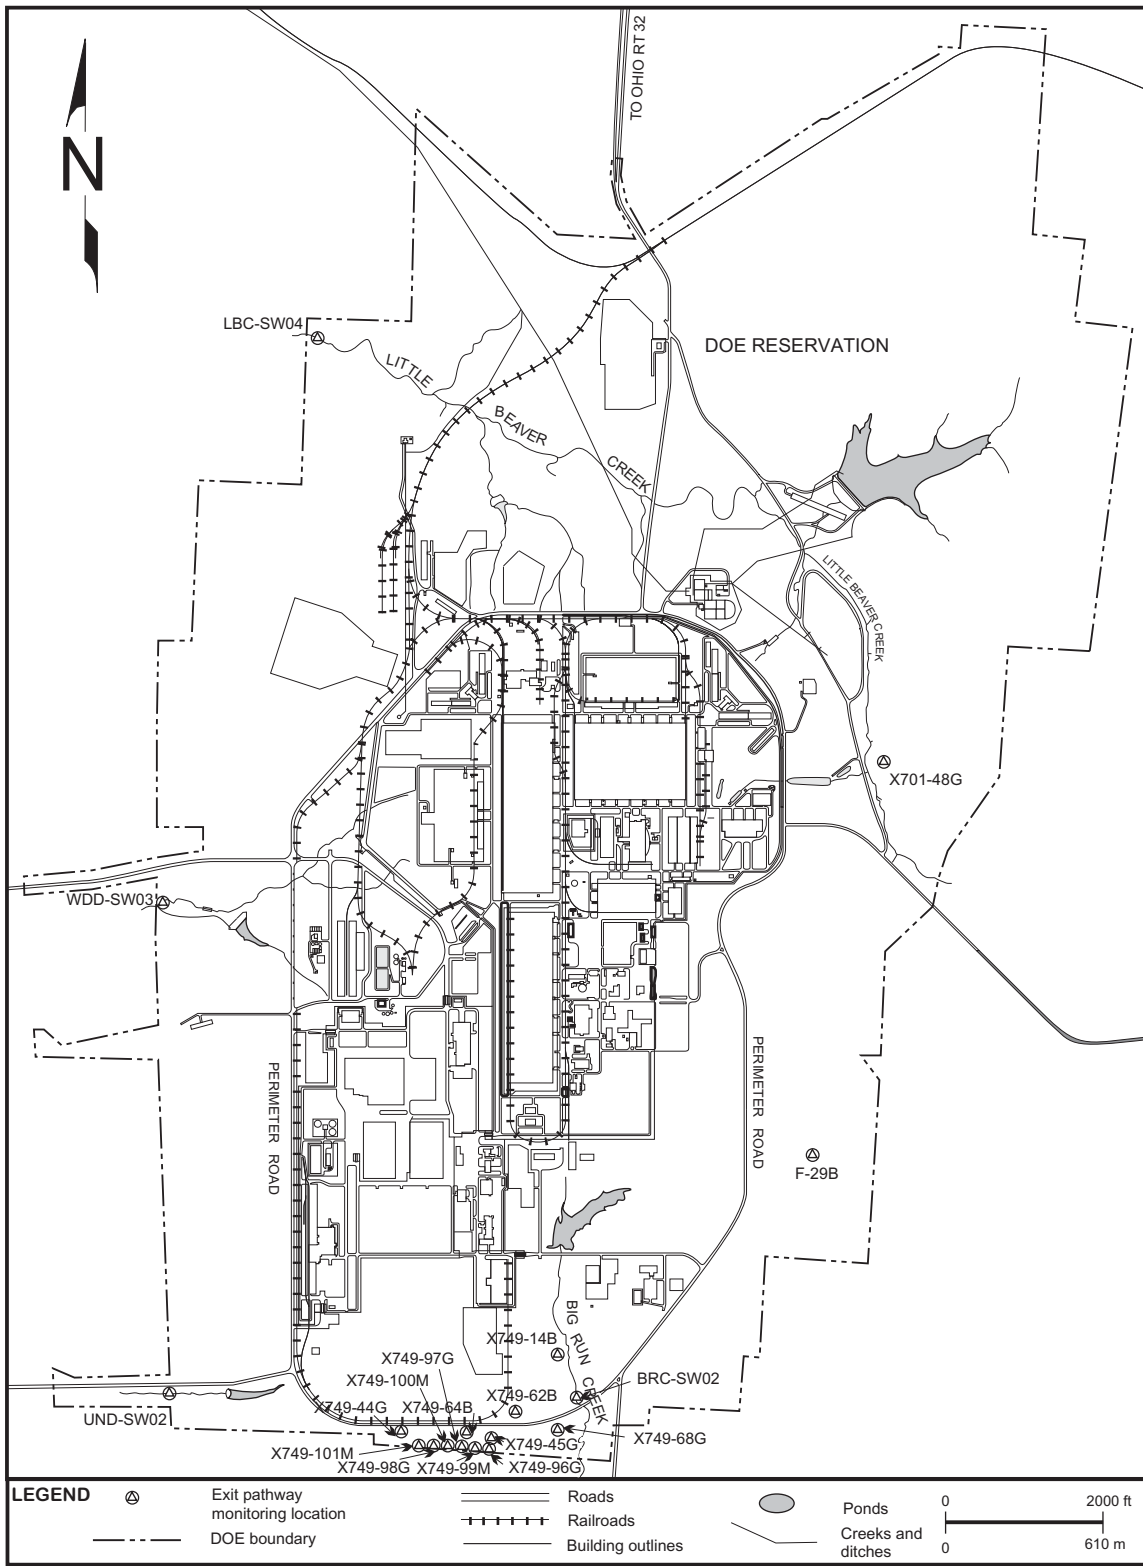 TO OHIO RT 32
N
LBC-SW04
DOE RESERVATION
LITTLE
BEAVER
CREEK
LITTLE BEAVER CREEK
X701-48G
WDD-SW03
PERIMETER ROAD
PERIMETER ROAD
F-29B
BIG RUN CREEK
X749-14B
X749-97G
X749-100M
BRC-SW02
X749-44G
X749-64B
X749-62B
UND-SW02
X749-68G
X749-101M
X749-45G
X749-98G
X749-99M
X749-96G
LEGEND
Exit pathway
monitoring location
DOE boundary
Roads
Railroads
Building outlines
Ponds
Creeks and
ditches
0 2000 ft
0 610 m